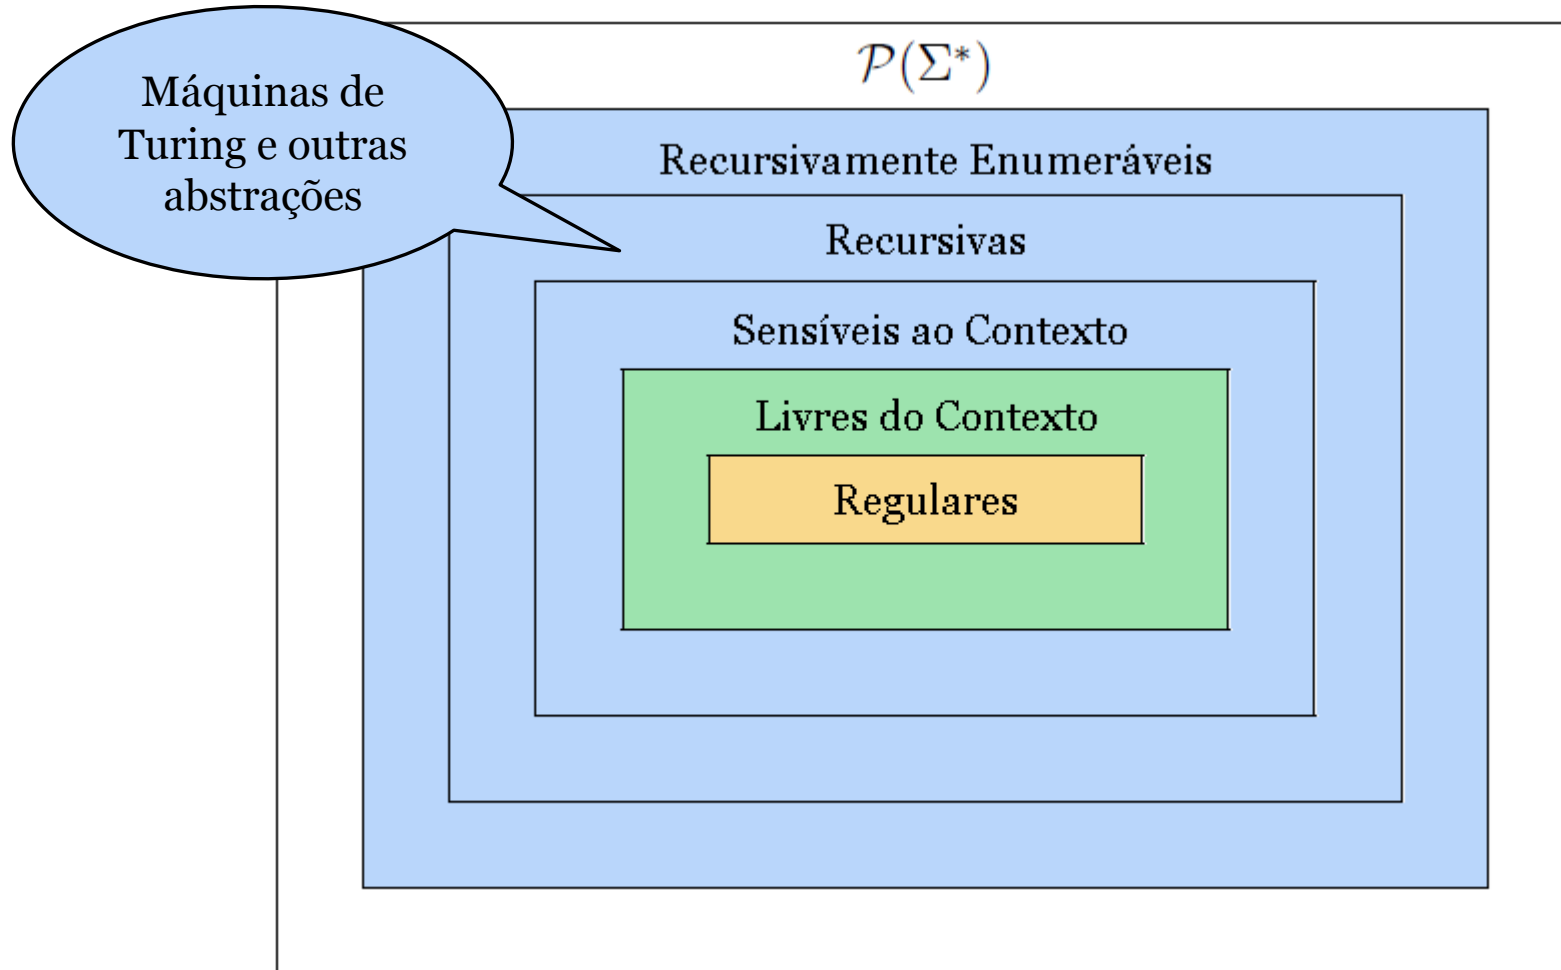 Máquinas de
Turing e outras
abstrações
𝒫(Σ*)
Recursivamente Enumeráveis
Recursivas
Sensíveis ao Contexto
Livres do Contexto
Regulares